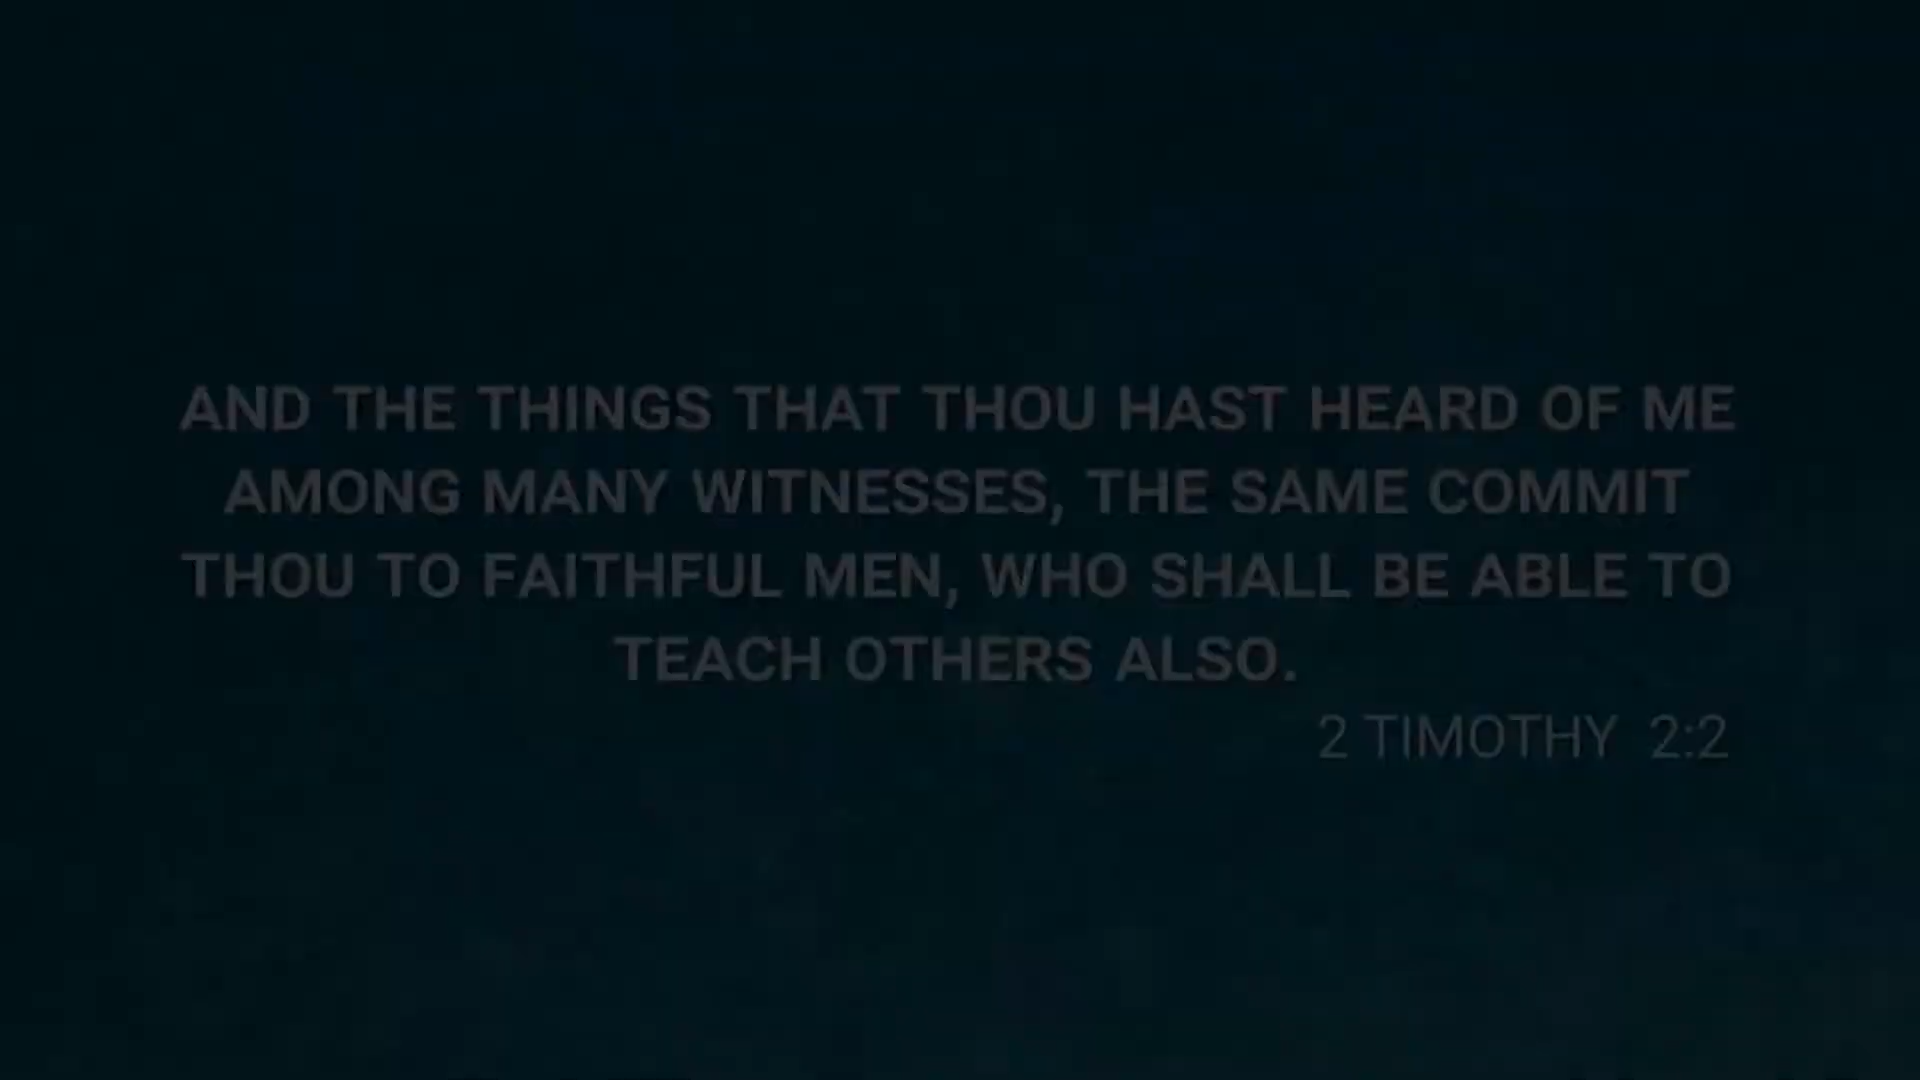 AND THE THINGS THAT THOU HAST HEARD OF ME
AMONG MANY WITNESSES, THE SAME COMMIT
THOU TO FAITHFUL MEN, WHO SHALL BE ABLE TO
TEACH OTHERS ALSO.
2 TIMOTHY 2:2